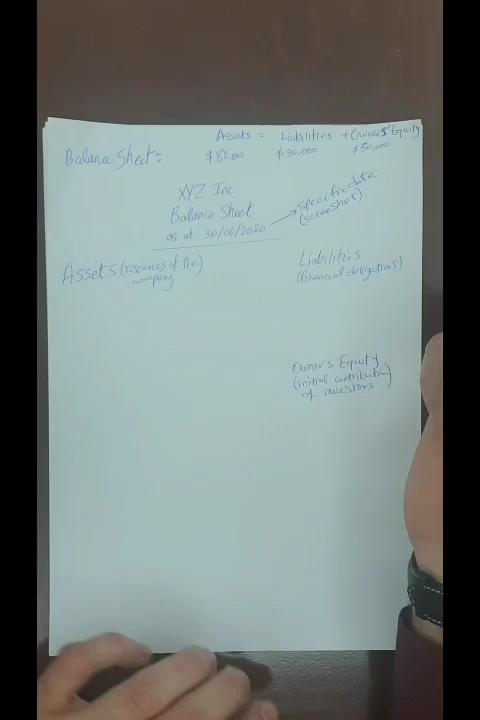 Assets = Liabilities + Owners' Equity
Balance Sheet:
$80,000 $30,000 $50,000
XYZ Inc.
Balance Sheet
as at 30/06/2020
specific date
(screeshot)
Assets (resources of the
company)
Liabilities
(financial obligations)
Owner's Equity
(initial contribution
of investors)